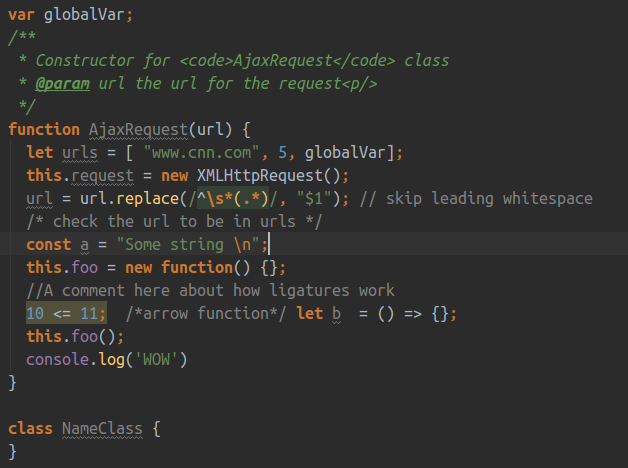 var globalVar;
/**
 * Constructor for <code>AjaxRequest</code> class
 * @param url the url for the request<p/>
 */
function AjaxRequest(url) {
  let urls = [ "www.cnn.com", 5, globalVar];
  this.request = new XMLHttpRequest();
  url = url.replace(/^\s*(.*)/, "$1"); // skip leading whitespace
  /* check the url to be in urls */
  const a = "Some string \n";
  this.foo = new function() {};
  //A comment here about how ligatures work
  10 <= 11;  /*arrow function*/ let b  = () => {};
  this.foo();
  console.log('WOW')
}

class NameClass {
}